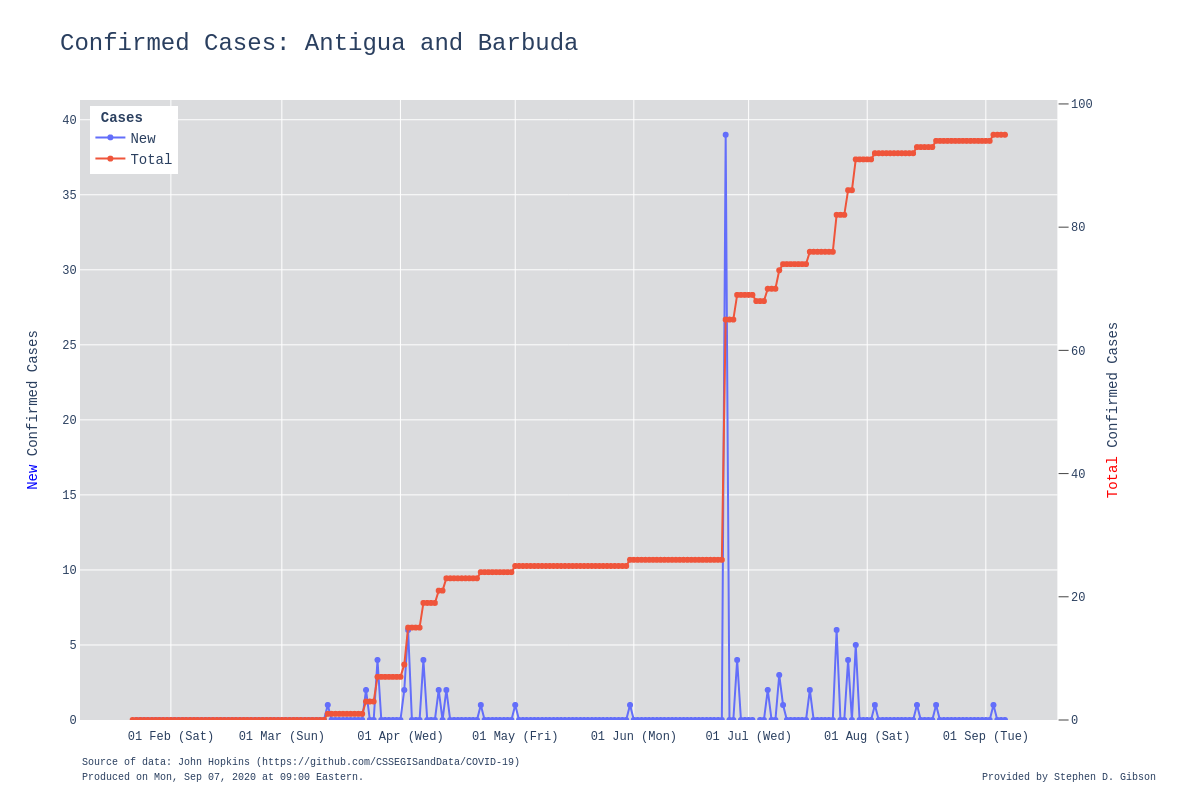 Confirmed Cases: Antigua and Barbuda
Cases
New
Total
40
35
30
25
20
15
10
5
0
New Confirmed Cases
100
80
60
40
20
0
Total Confirmed Cases
01 Feb (Sat) 01 Mar (Sun) 01 Apr (Wed) 01 May (Fri) 01 Jun (Mon) 01 Jul (Wed) 01 Aug (Sat) 01 Sep (Tue)
Source of data: John Hopkins (https://github.com/CSSEGISandData/COVID-19)
Produced on Mon, Sep 07, 2020 at 09:00 Eastern.
Provided by Stephen D. Gibson